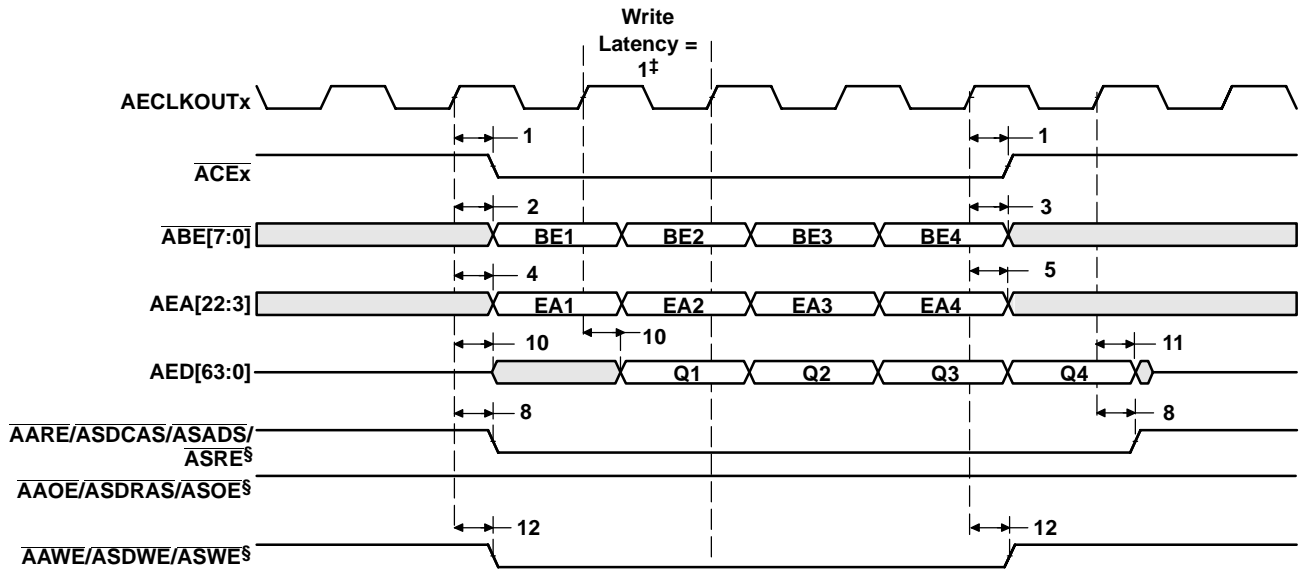 Write
Latency =
1‡
AECLKOUTx
1 1
ACEx
2 3
ABE[7:0] BE1 BE2 BE3 BE4
4 5
AEA[22:3] EA1 EA2 EA3 EA4
10 10 11
AED[63:0] Q1 Q2 Q3 Q4
8 8
AARE/ASDCAS/ASADS/
ASRE§
AAOE/ASDRAS/ASOE§
12 12
AAWE/ASDWE/ASWE§